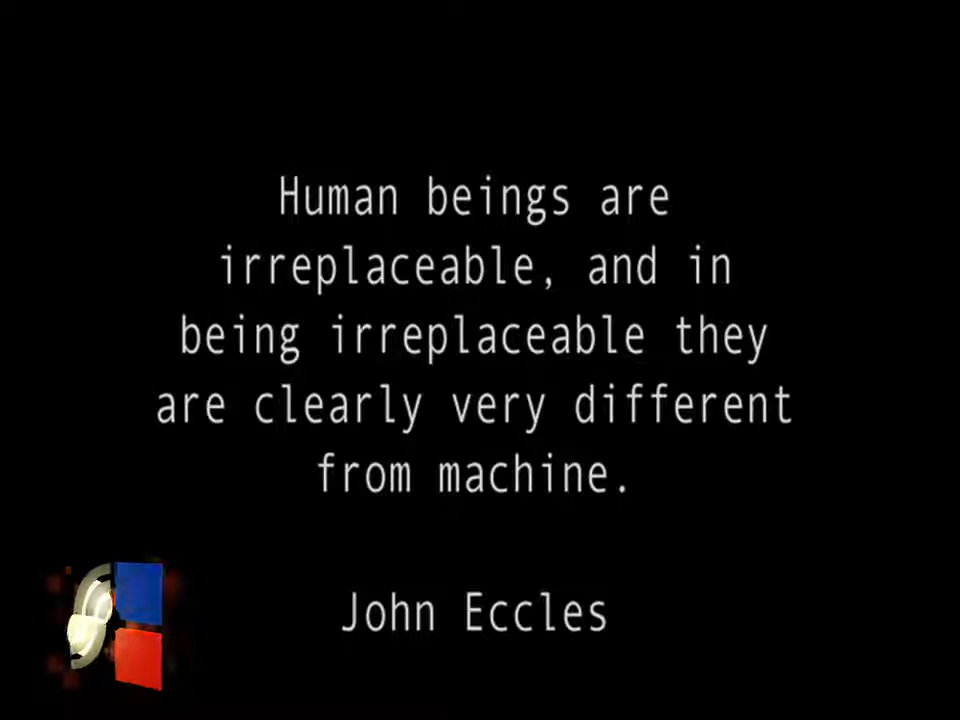 Human beings are
irreplaceable, and in
being irreplaceable they
are clearly very different
from machine.
John Eccles